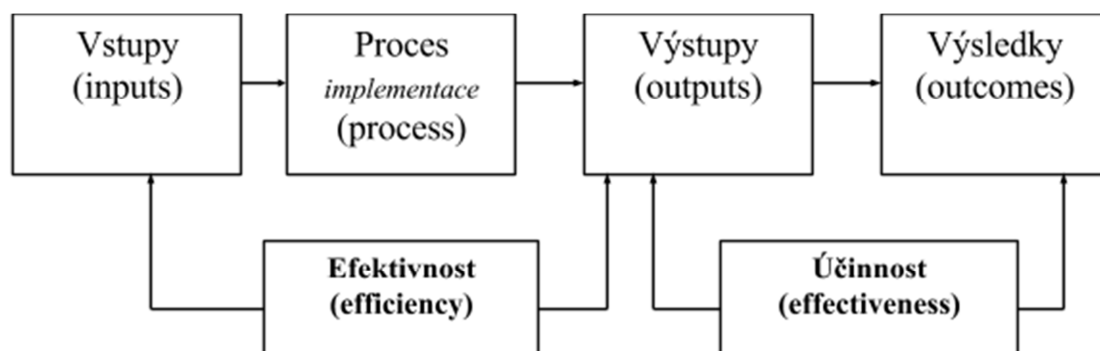 Vstupy
(inputs)
Proces
implementace
(process)
Výstupy
(outputs)
Výsledky
(outcomes)
Efektivnost
(efficiency)
Účinnost
(effectiveness)